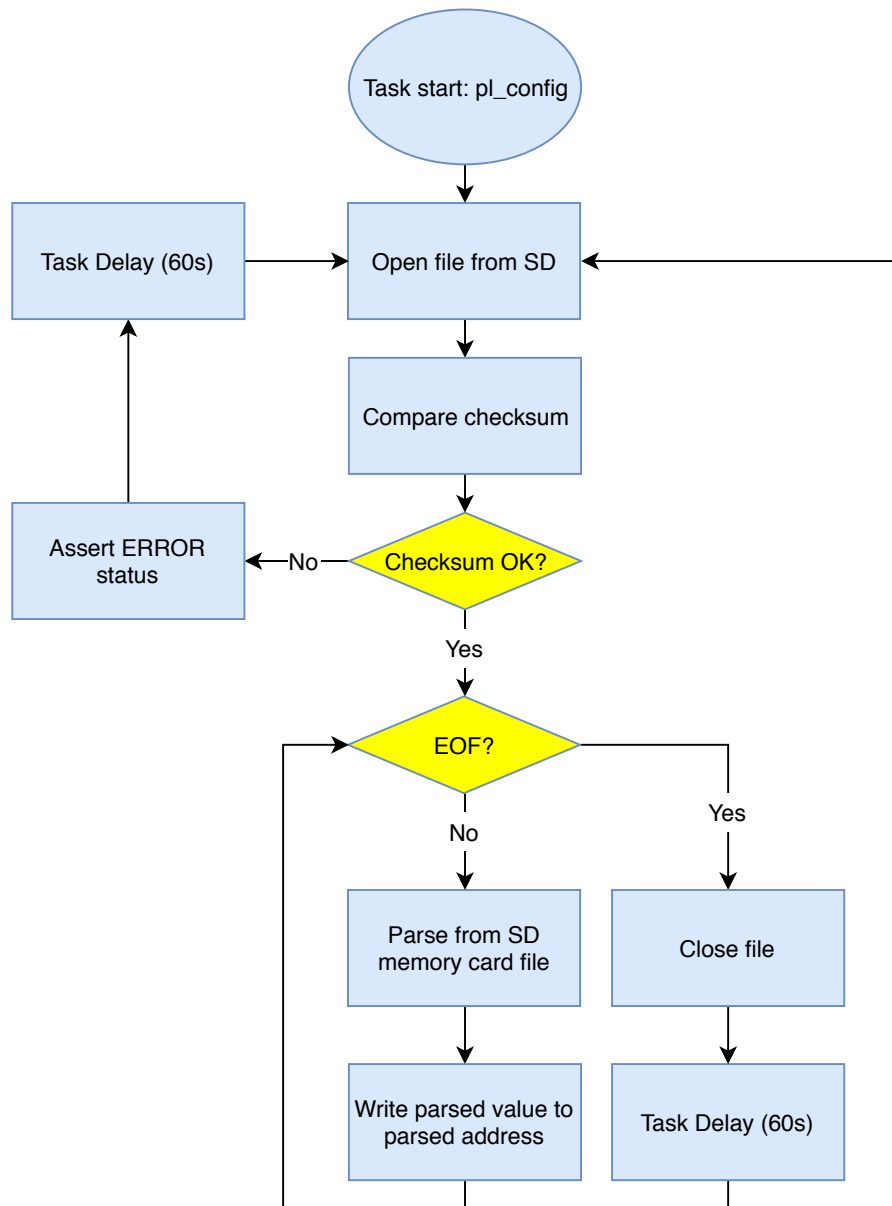 Task start: pl_config
Task Delay (60s)
Open file from SD
Compare checksum
Assert ERROR
status
No
Checksum OK?
Yes
EOF?
No
Yes
Parse from SD
memory card file
Close file
Write parsed value to
parsed address
Task Delay (60s)